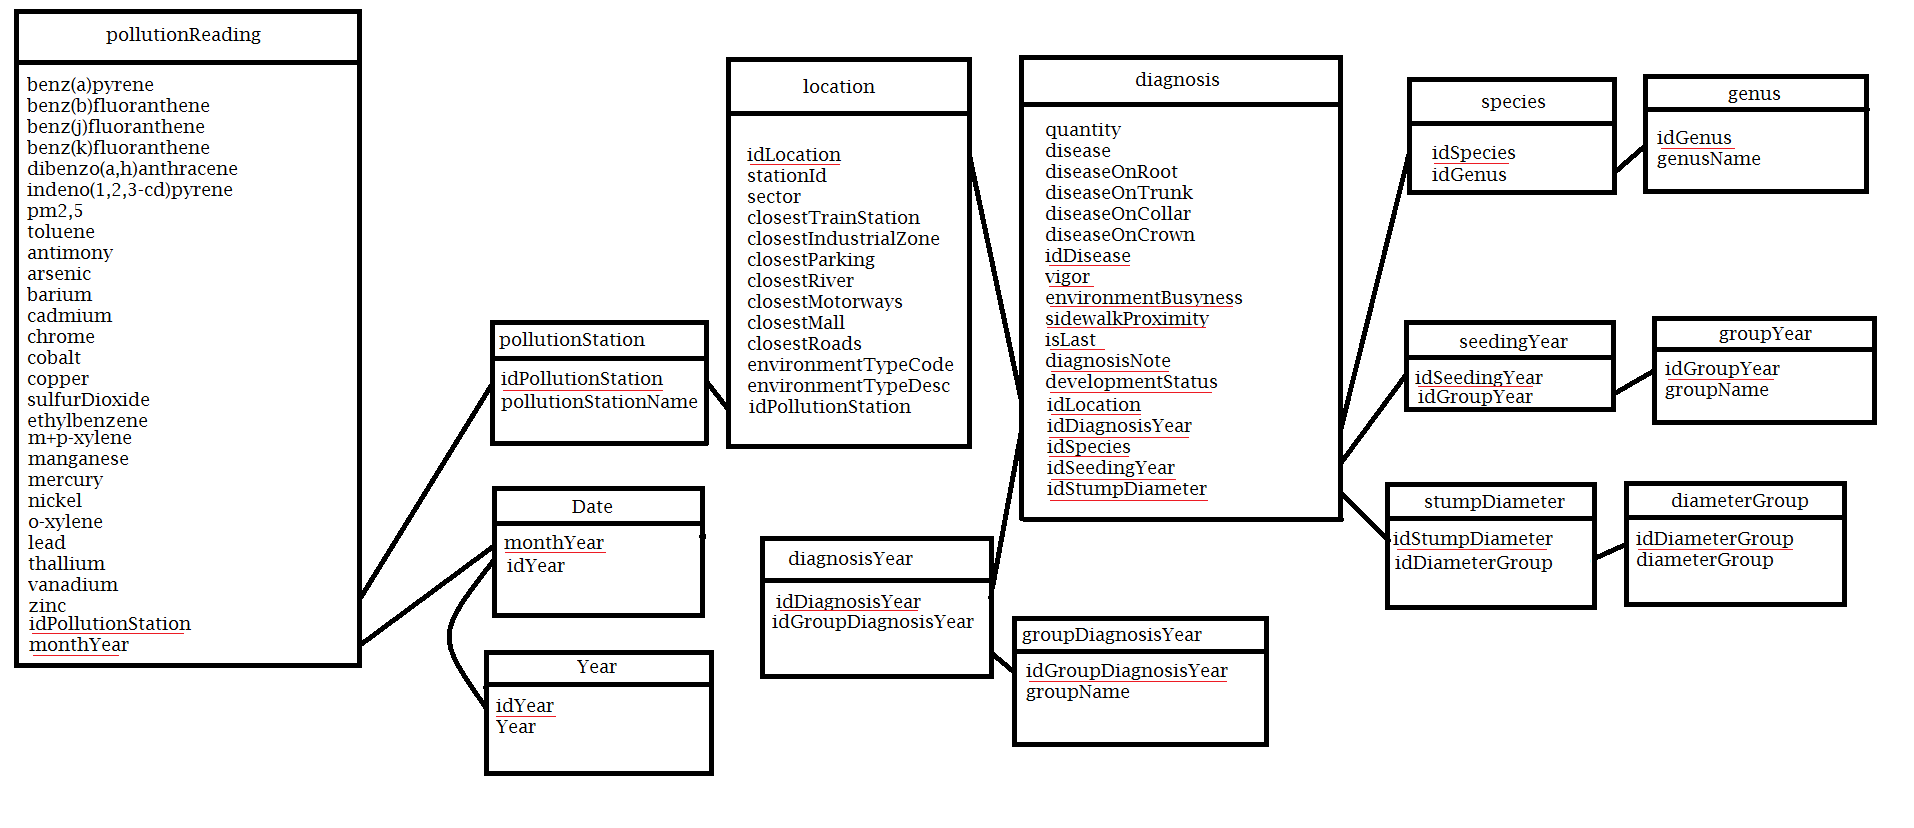 pollutionReading
benz(a)pyrene
benz(b)fluoranthene
benz(j)fluoranthene
benz(k)fluoranthene
dibenzo(a,h)anthracene
indeno(1,2,3-cd)pyrene
pm2,5
toluene
antimony
arsenic
barium
cadmium
chrome
cobalt
copper
sulfurDioxide
ethylbenzene
m+p-xylene
manganese
mercury
nickel
o-xylene
lead
thallium
vanadium
zinc
idPollutionStation
monthYear
pollutionStation
idPollutionStation
pollutionStationName
Date
monthYear
idYear
Year
idYear
Year
location
idLocation
stationId
sector
closestTrainStation
closestIndustrialZone
closestParking
closestRiver
closestMotorways
closestMall
closestRoads
environmentTypeCode
environmentTypeDesc
idPollutionStation
diagnosisYear
idDiagnosisYear
idGroupDiagnosisYear
groupDiagnosisYear
idGroupDiagnosisYear
groupName
diagnosis
quantity
disease
diseaseOnRoot
diseaseOnTrunk
diseaseOnCollar
diseaseOnCrown
idDisease
vigor
environmentBusyness
sidewalkProximity
isLast
diagnosisNote
developmentStatus
idLocation
idDiagnosisYear
idSpecies
idSeedingYear
idStumpDiameter
species
idSpecies
idGenus
genus
idGenus
genusName
seedingYear
idSeedingYear
idGroupYear
groupYear
idGroupYear
groupName
stumpDiameter
idStumpDiameter
idDiameterGroup
diameterGroup
idDiameterGroup
diameterGroup